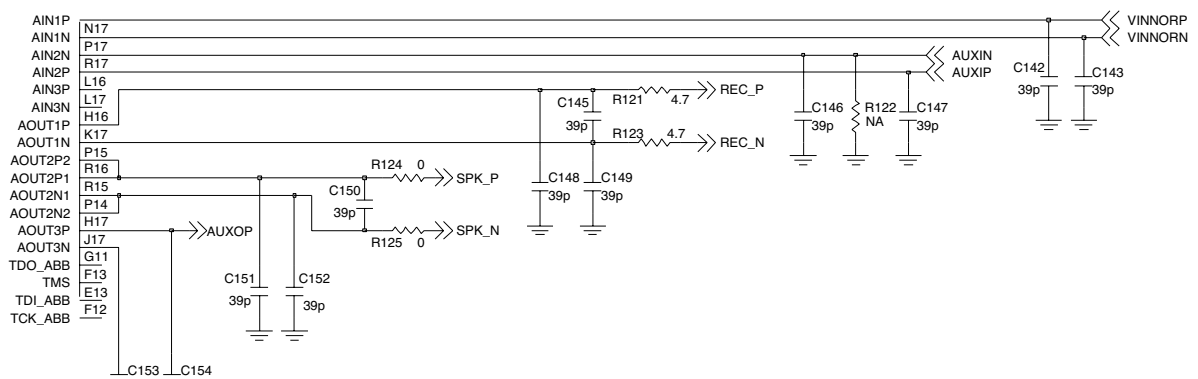 AIN1P
N17
VINNORP
AIN1N
P17
VINNORN
AIN2N
R17
AUXIN
AIN2P
L16
AUXIP
AIN3P
L17
C145
39p
R121 4.7
REC_P
AIN3N
H16
AOUT1P
K17
R123 4.7
REC_N
AOUT1N
P15
C146
39p
R122
NA
C147
39p
C142
39p
C143
39p
AOUT2P2
R16
R124 0
SPK_P
AOUT2P1
R15
C150
39p
C148
39p
C149
39p
AOUT2N1
P14
AOUT2N2
H17
AOUT3P
J17
AUXOP
R125 0
SPK_N
AOUT3N
G11
TDO_ABB
F13
TMS
E13
TDI_ABB
F12
TCK_ABB
C151
39p
C152
39p
C153
C154